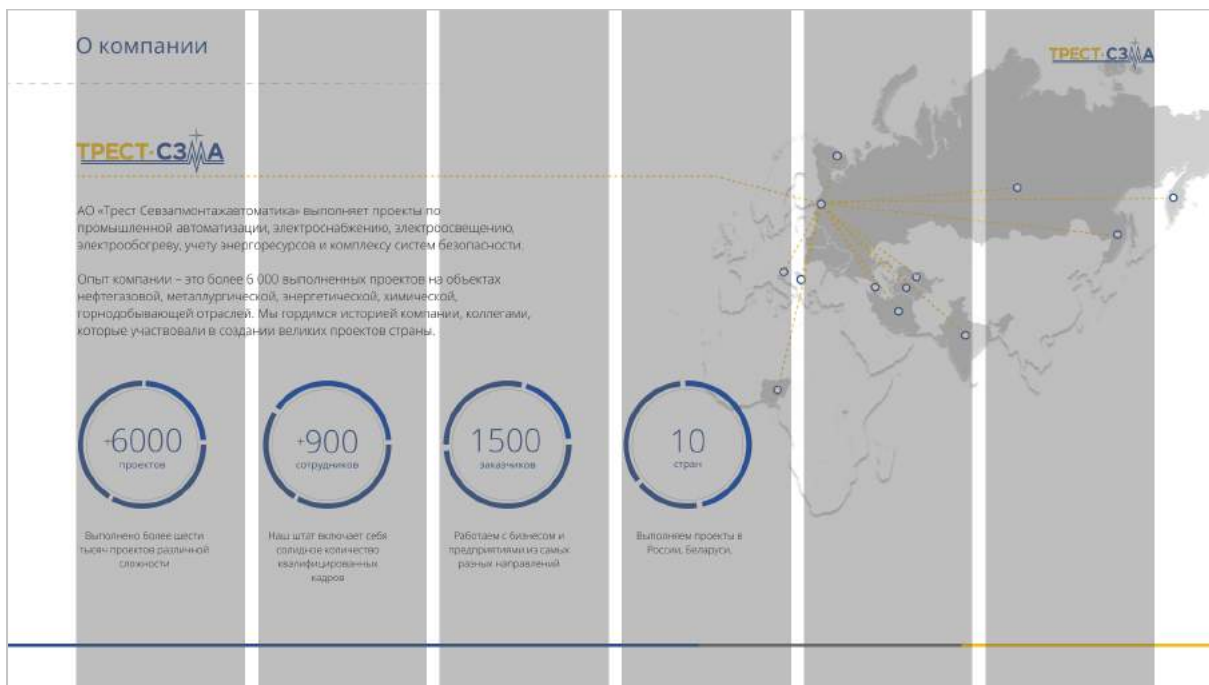 О компании
ТРЕСТ-СЗМА
ТРЕСТ-СЗМА
АО «Трест Севзапмонтажавтоматика» выполняет проекты по
промышленной автоматизации, электроснабжению, электроосвещению,
электрообогреву, учету энергоресурсов и комплексу систем безопасности.
Опыт компании – это более 6 000 выполненных проектов на объектах
нефтегазовой, металлургической, энергетической, химической,
горнодобывающей отраслей. Мы гордимся историей компании, коллегами,
которые участвовали в создании великих проектов страны.
+6000
проектов
Выполнено более шести
тысяч проектов различной
сложности
+900
сотрудников
Наш штат включает себя
солидное количество
квалифицированных
кадров
1500
заказчиков
Работаем с бизнесом и
предприятиями из самых
разных направлений
10
стран
Выполняем проекты в
России, Беларуси,